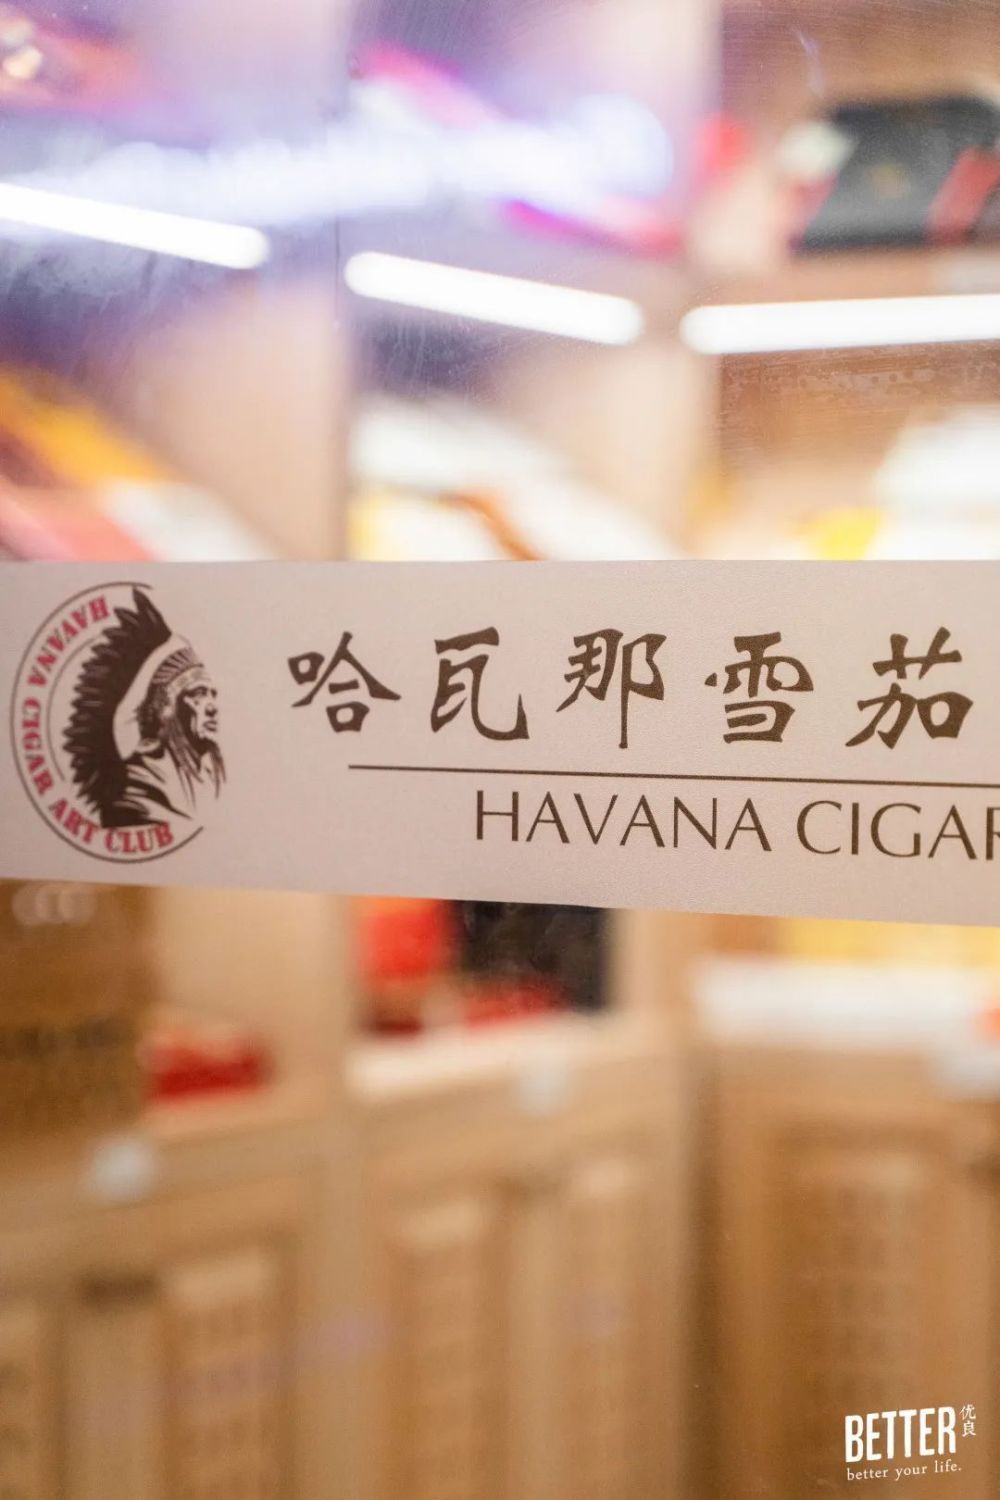 HAVANA CIGAR ART CLUB
哈瓦那雪茄
HAVANA CIGAR
BETTER 优良
better your life.